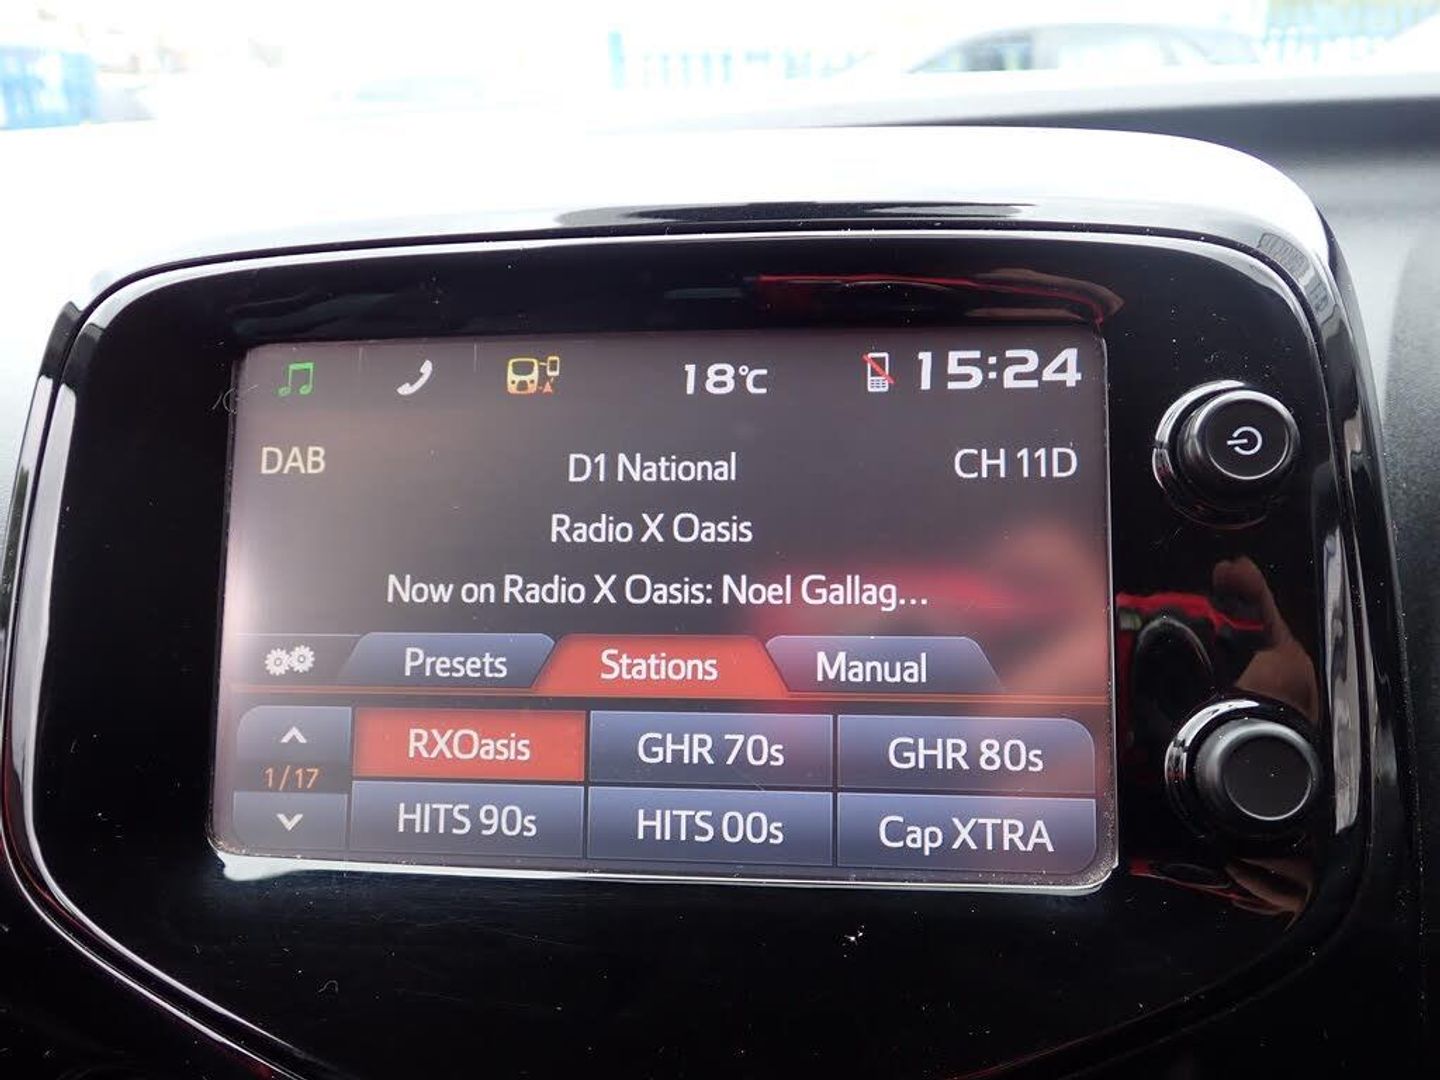 18°C 15:24
DAB D1 National CH 11D
Radio X Oasis
Now on Radio X Oasis: Noel Gallag...
Presets Stations Manual
RXOasis GHR 70s GHR 80s
1/17
HITS 90s HITS 00s Cap XTRA